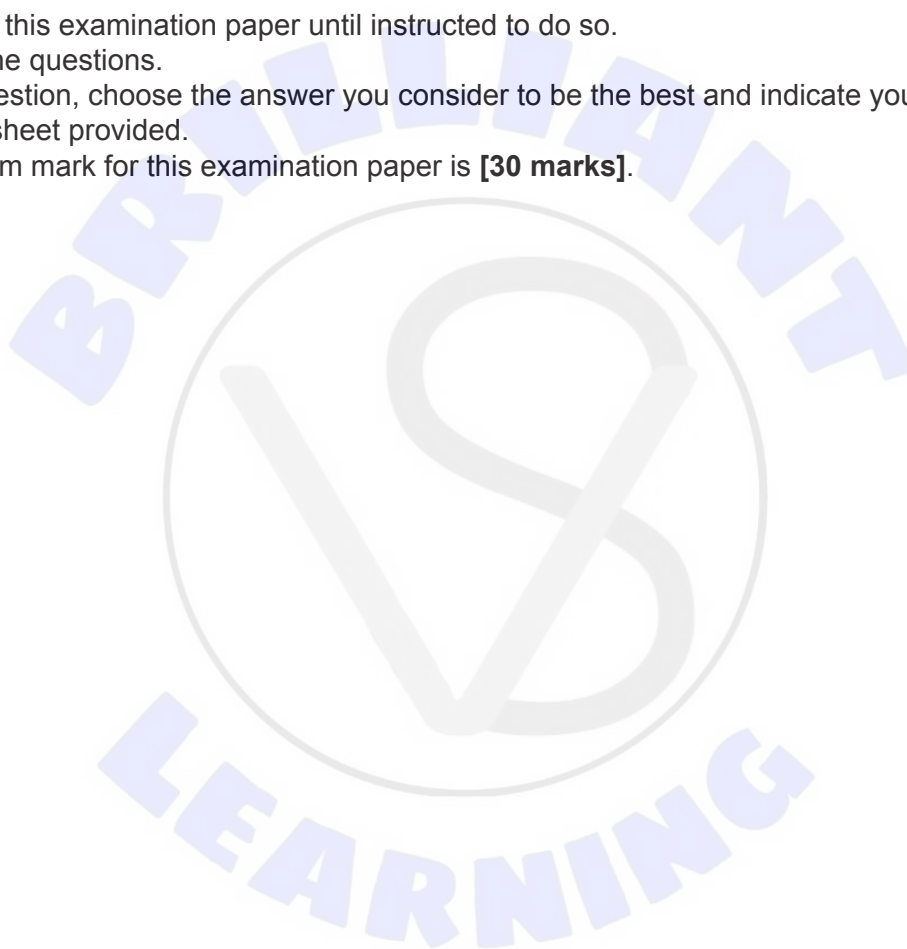 this examination paper until instructed to do so.
ne questions.
estion, choose the answer you consider to be the best and indicate you
sheet provided.
m mark for this examination paper is [30 marks].
BRILLIANT
VS
LEARNING